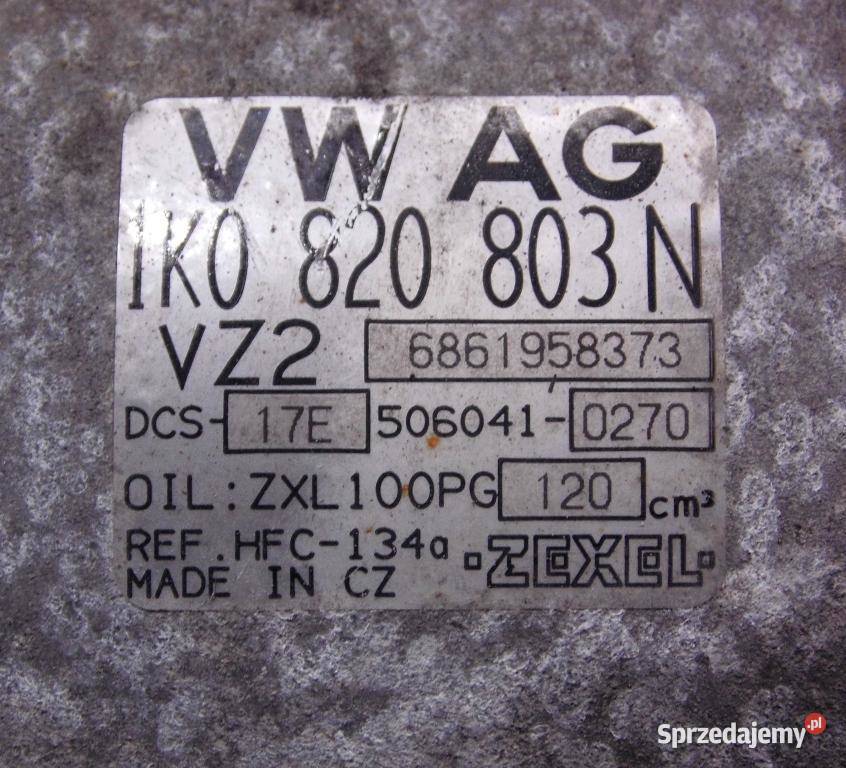 VW AG
1K0 820 803 N
VZ2 6861958373
DCS-17E 506041-0270
OIL:ZXL100PG 120 cm³
REF.HFC-134a ZEXEL
MADE IN CZ
Sprzedajemy.pl